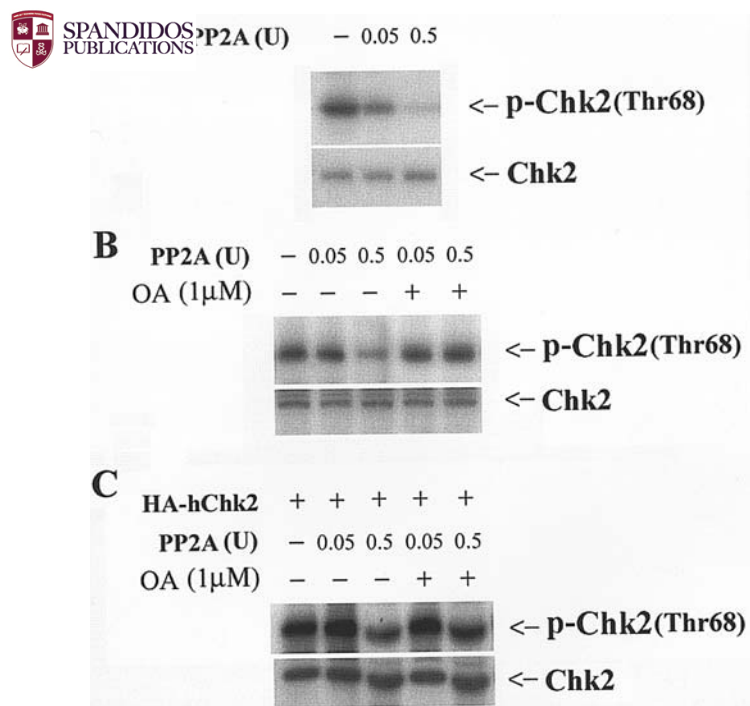 SPANDIDOS
PUBLICATIONS
PP2A (U) – 0.05 0.5
<– p-Chk2(Thr68)
<– Chk2
B
PP2A (U) – 0.05 0.5 0.05 0.5
OA (1μM) – – – + +
<– p-Chk2(Thr68)
<– Chk2
C
HA-hChk2 + + + + +
PP2A (U) – 0.05 0.5 0.05 0.5
OA (1μM) – – – + +
<– p-Chk2(Thr68)
<– Chk2